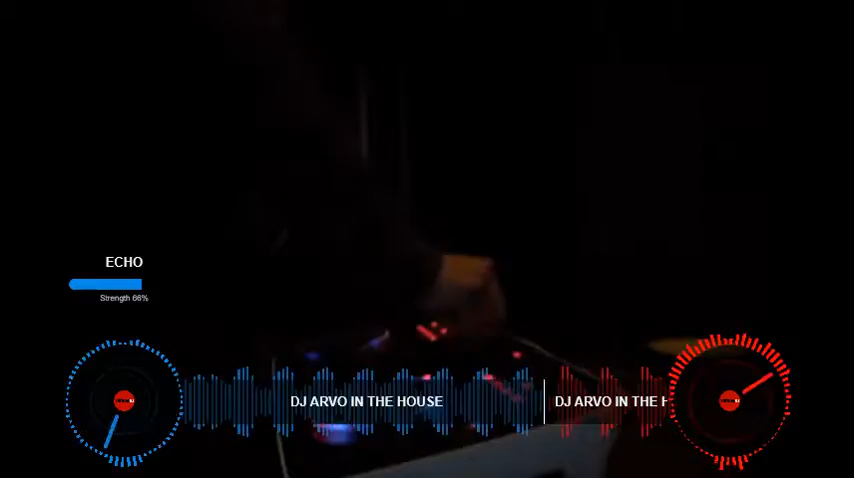 ECHO
Strength 66%
DJ ARVO IN THE HOUSE
DJ ARVO IN THE H